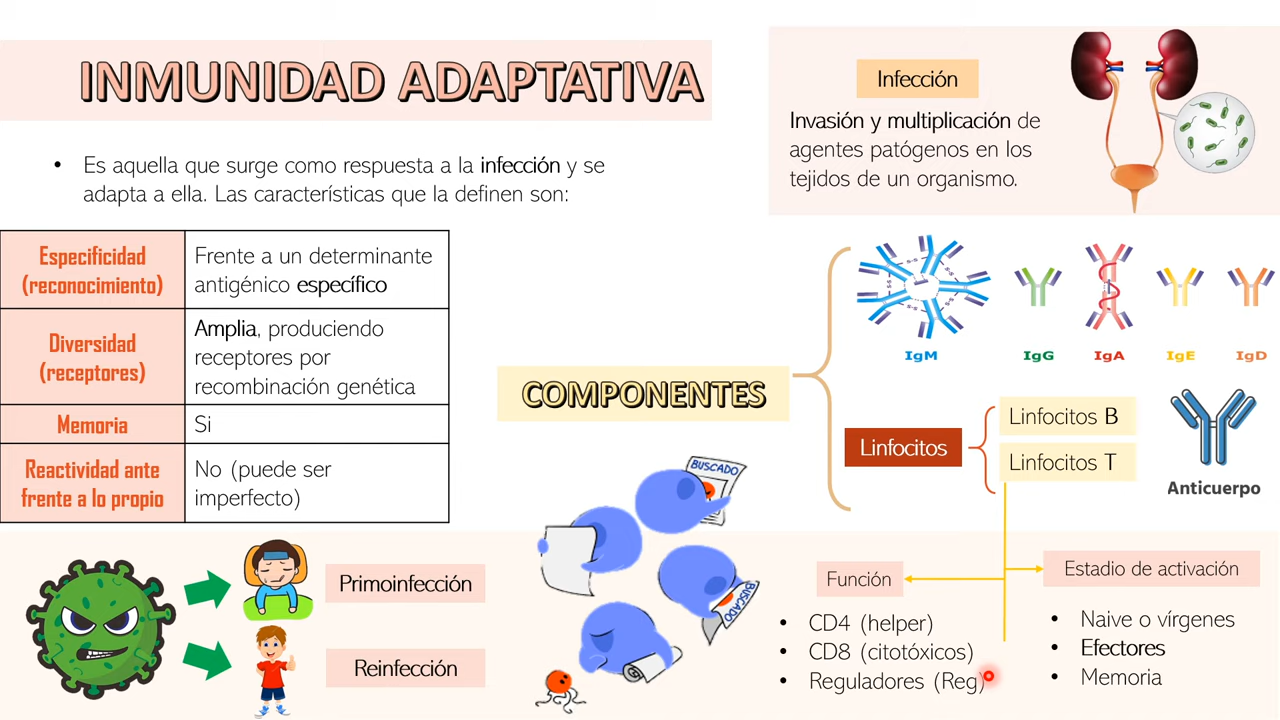 INMUNIDAD ADAPTATIVA
• Es aquella que surge como respuesta a la infección y se
adapta a ella. Las características que la definen son:
Especificidad
(reconocimiento)
Frente a un determinante
antigénico específico
Diversidad
(receptores)
Amplia, produciendo
receptores por
recombinación genética
Memoria
Si
Reactividad ante
frente a lo propio
No (puede ser
imperfecto)
Primoinfección
Reinfección
Infección
Invasión y multiplicación de
agentes patógenos en los
tejidos de un organismo.
COMPONENTES
IgM
IgG
IgA
IgE
IgD
Linfocitos
Linfocitos B
Linfocitos T
Anticuerpo
BUSCADO
BUSCADO
Función
• CD4 (helper)
• CD8 (citotóxicos)
• Reguladores (Reg)
Estadio de activación
• Naive o vírgenes
• Efectores
• Memoria